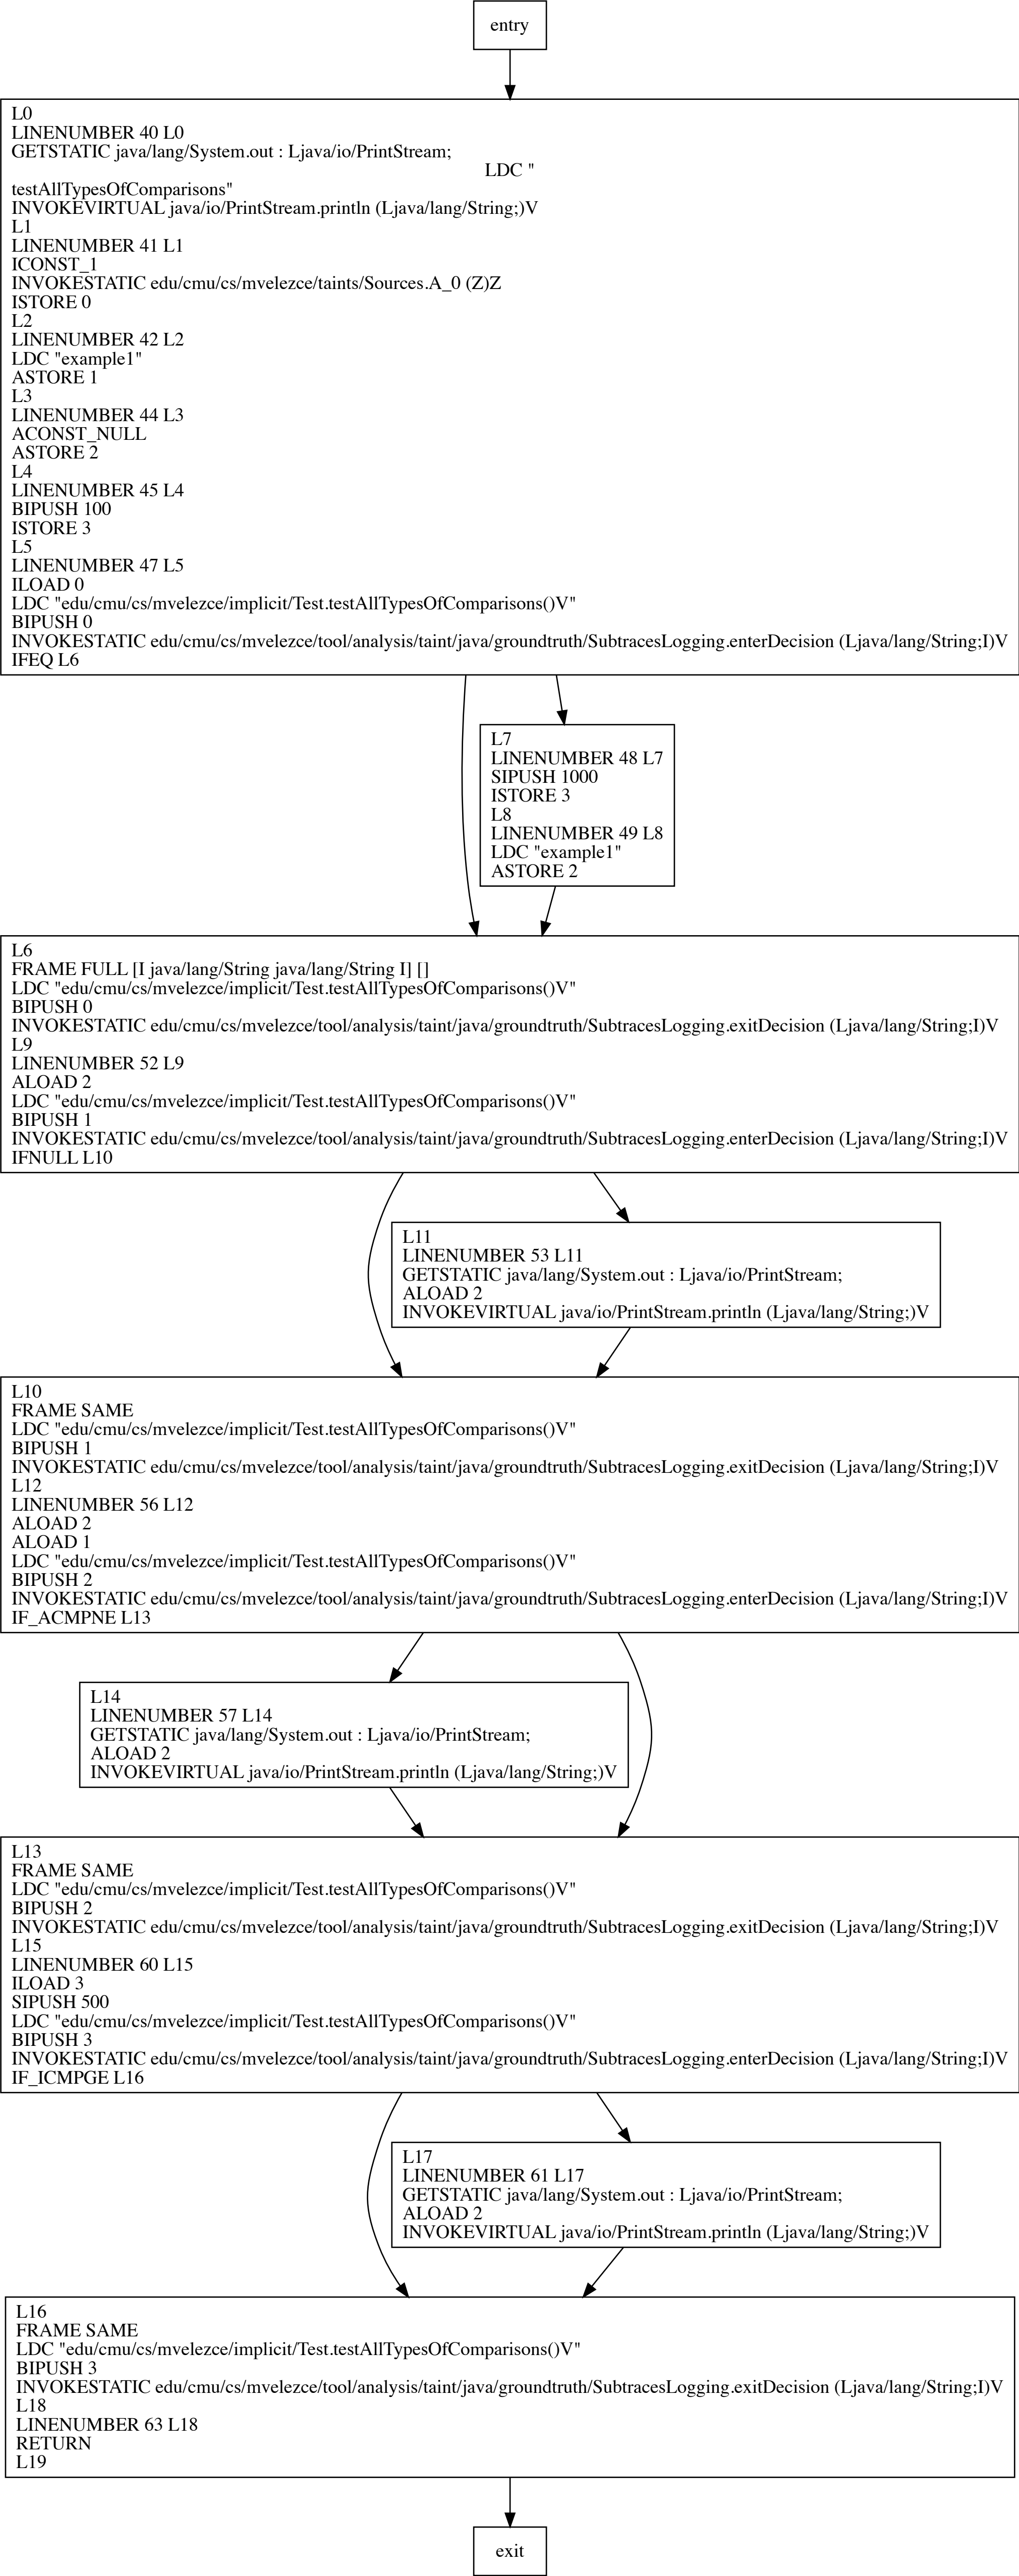 entry
L0
LINENUMBER 40 L0
GETSTATIC java/lang/System.out : Ljava/io/PrintStream;
LDC "
testAllTypesOfComparisons"
INVOKEVIRTUAL java/io/PrintStream.println (Ljava/lang/String;)V
L1
LINENUMBER 41 L1
ICONST_1
INVOKESTATIC edu/cmu/cs/mvelezce/taints/Sources.A_0 (Z)Z
ISTORE 0
L2
LINENUMBER 42 L2
LDC "example1"
ASTORE 1
L3
LINENUMBER 44 L3
ACONST_NULL
ASTORE 2
L4
LINENUMBER 45 L4
BIPUSH 100
ISTORE 3
L5
LINENUMBER 47 L5
ILOAD 0
LDC "edu/cmu/cs/mvelezce/implicit/Test.testAllTypesOfComparisons()V"
BIPUSH 0
INVOKESTATIC edu/cmu/cs/mvelezce/tool/analysis/taint/java/groundtruth/SubtracesLogging.enterDecision (Ljava/lang/String;I)V
IFEQ L6
L7
LINENUMBER 48 L7
SIPUSH 1000
ISTORE 3
L8
LINENUMBER 49 L8
LDC "example1"
ASTORE 2
L6
FRAME FULL [I java/lang/String java/lang/String I] []
LDC "edu/cmu/cs/mvelezce/implicit/Test.testAllTypesOfComparisons()V"
BIPUSH 0
INVOKESTATIC edu/cmu/cs/mvelezce/tool/analysis/taint/java/groundtruth/SubtracesLogging.exitDecision (Ljava/lang/String;I)V
L9
LINENUMBER 52 L9
ALOAD 2
LDC "edu/cmu/cs/mvelezce/implicit/Test.testAllTypesOfComparisons()V"
BIPUSH 1
INVOKESTATIC edu/cmu/cs/mvelezce/tool/analysis/taint/java/groundtruth/SubtracesLogging.enterDecision (Ljava/lang/String;I)V
IFNULL L10
L11
LINENUMBER 53 L11
GETSTATIC java/lang/System.out : Ljava/io/PrintStream;
ALOAD 2
INVOKEVIRTUAL java/io/PrintStream.println (Ljava/lang/String;)V
L10
FRAME SAME
LDC "edu/cmu/cs/mvelezce/implicit/Test.testAllTypesOfComparisons()V"
BIPUSH 1
INVOKESTATIC edu/cmu/cs/mvelezce/tool/analysis/taint/java/groundtruth/SubtracesLogging.exitDecision (Ljava/lang/String;I)V
L12
LINENUMBER 56 L12
ALOAD 2
ALOAD 1
LDC "edu/cmu/cs/mvelezce/implicit/Test.testAllTypesOfComparisons()V"
BIPUSH 2
INVOKESTATIC edu/cmu/cs/mvelezce/tool/analysis/taint/java/groundtruth/SubtracesLogging.enterDecision (Ljava/lang/String;I)V
IF_ACMPNE L13
L14
LINENUMBER 57 L14
GETSTATIC java/lang/System.out : Ljava/io/PrintStream;
ALOAD 2
INVOKEVIRTUAL java/io/PrintStream.println (Ljava/lang/String;)V
L13
FRAME SAME
LDC "edu/cmu/cs/mvelezce/implicit/Test.testAllTypesOfComparisons()V"
BIPUSH 2
INVOKESTATIC edu/cmu/cs/mvelezce/tool/analysis/taint/java/groundtruth/SubtracesLogging.exitDecision (Ljava/lang/String;I)V
L15
LINENUMBER 60 L15
ILOAD 3
SIPUSH 500
LDC "edu/cmu/cs/mvelezce/implicit/Test.testAllTypesOfComparisons()V"
BIPUSH 3
INVOKESTATIC edu/cmu/cs/mvelezce/tool/analysis/taint/java/groundtruth/SubtracesLogging.enterDecision (Ljava/lang/String;I)V
IF_ICMPGE L16
L17
LINENUMBER 61 L17
GETSTATIC java/lang/System.out : Ljava/io/PrintStream;
ALOAD 2
INVOKEVIRTUAL java/io/PrintStream.println (Ljava/lang/String;)V
L16
FRAME SAME
LDC "edu/cmu/cs/mvelezce/implicit/Test.testAllTypesOfComparisons()V"
BIPUSH 3
INVOKESTATIC edu/cmu/cs/mvelezce/tool/analysis/taint/java/groundtruth/SubtracesLogging.exitDecision (Ljava/lang/String;I)V
L18
LINENUMBER 63 L18
RETURN
L19
exit